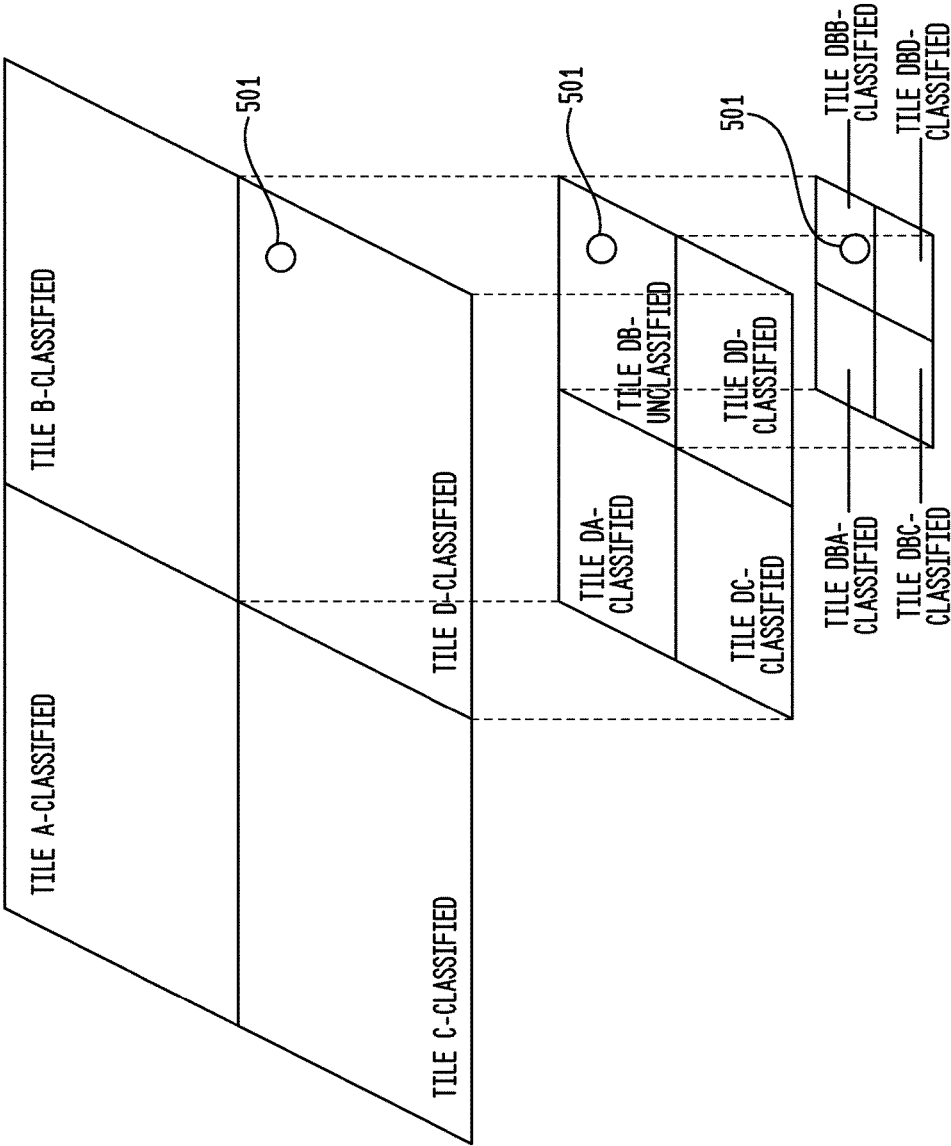 TILE A-CLASSIFIED
TILE B-CLASSIFIED
TILE C-CLASSIFIED
TILE D-CLASSIFIED
501
TILE DA-
CLASSIFIED
TILE DB-
UNCLASSIFIED
501
TILE DC-
CLASSIFIED
TILE DD-
CLASSIFIED
501
TILE DBA-
CLASSIFIED
TILE DBB-
CLASSIFIED
TILE DBC-
CLASSIFIED
TILE DBD-
CLASSIFIED